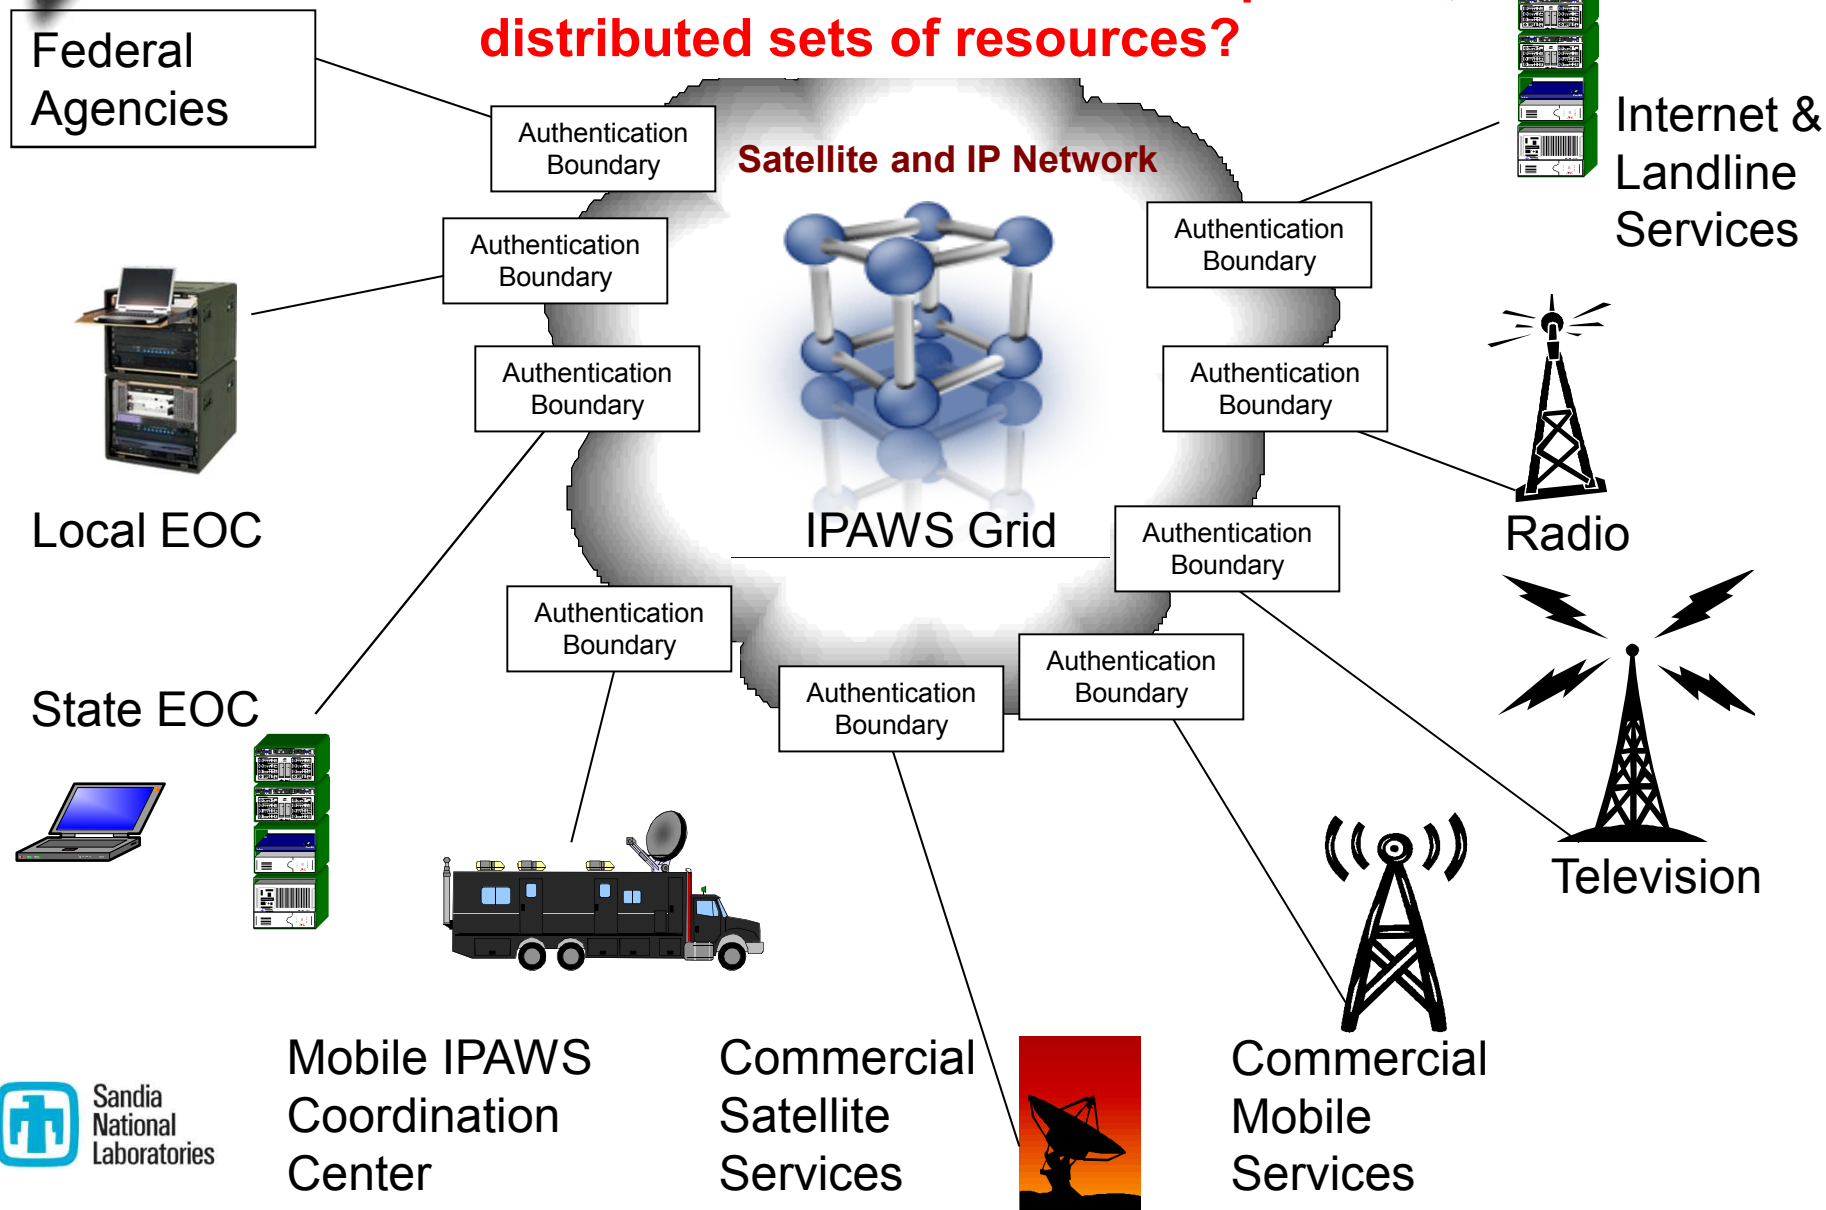 distributed sets of resources?
Federal
Agencies
Authentication
Boundary
Satellite and IP Network
Internet &
Landline
Services
Authentication
Boundary
Authentication
Boundary
Authentication
Boundary
Authentication
Boundary
Local EOC
IPAWS Grid
Authentication
Boundary
Radio
Authentication
Boundary
Authentication
Boundary
Authentication
Boundary
State EOC
Television
Mobile IPAWS
Coordination
Center
Commercial
Satellite
Services
Commercial
Mobile
Services
Sandia
National
Laboratories